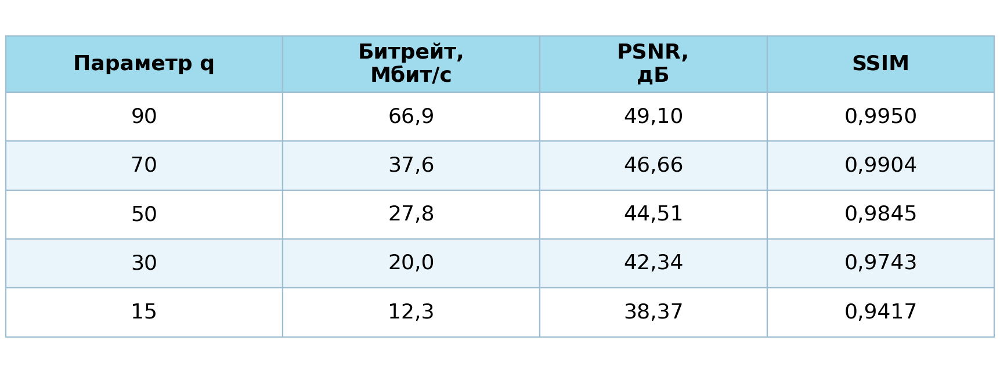 Параметр q
Битрейт,
Мбит/с
PSNR,
дБ
SSIM
90 66,9 49,10 0,9950
70 37,6 46,66 0,9904
50 27,8 44,51 0,9845
30 20,0 42,34 0,9743
15 12,3 38,37 0,9417